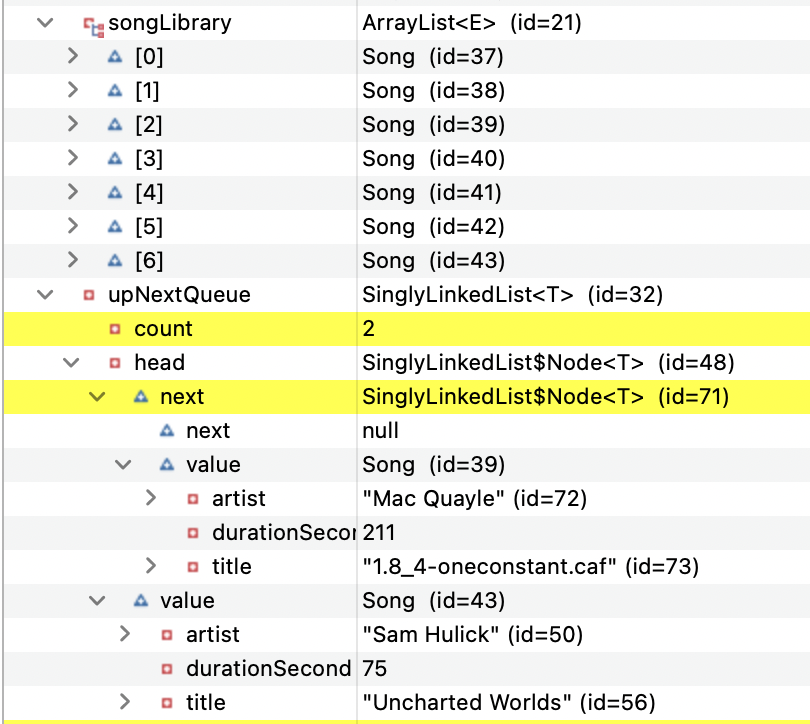 songLibrary ArrayList<E> (id=21)
[0] Song (id=37)
[1] Song (id=38)
[2] Song (id=39)
[3] Song (id=40)
[4] Song (id=41)
[5] Song (id=42)
[6] Song (id=43)
upNextQueue SinglyLinkedList<T> (id=32)
count 2
head SinglyLinkedList$Node<T> (id=48)
next SinglyLinkedList$Node<T> (id=71)
next null
value Song (id=39)
artist "Mac Quayle" (id=72)
durationSecor 211
title "1.8_4-oneconstant.caf" (id=73)
value Song (id=43)
artist "Sam Hulick" (id=50)
durationSecond 75
title "Uncharted Worlds" (id=56)